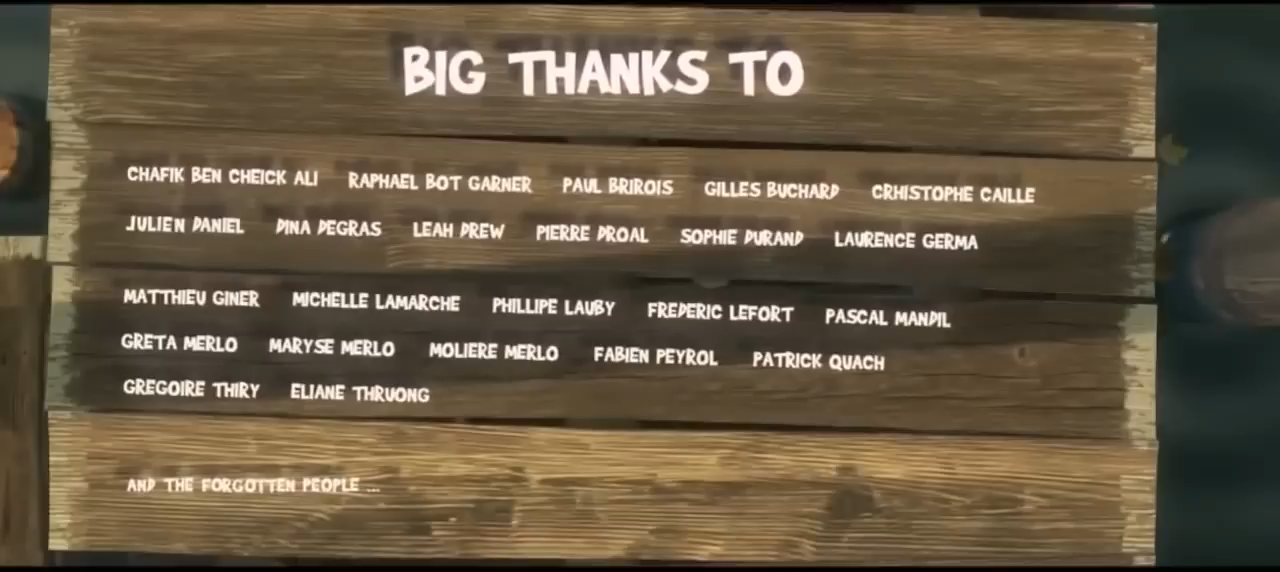 BIG THANKS TO
CHAFIK BEN CHEICK ALI RAPHAEL BOT GARNER PAUL BRIROIS GILLES BUCHARD CRHISTOPHE CAILLE
JULIEN DANIEL DINA DEGRAS LEAH DREW PIERRE DROAL SOPHIE DURAND LAURENCE GERMA
MATTHIEU GINER MICHELLE LAMARCHE PHILLIPE LAUBY FREDERIC LEFORT PASCAL MANDIL
GRETA MERLO MARYSE MERLO MOLIERE MERLO FABIEN PEYROL PATRICK QUACH
GREGOIRE THIRY ELIANE THRUONG
AND THE FORGOTTEN PEOPLE ...